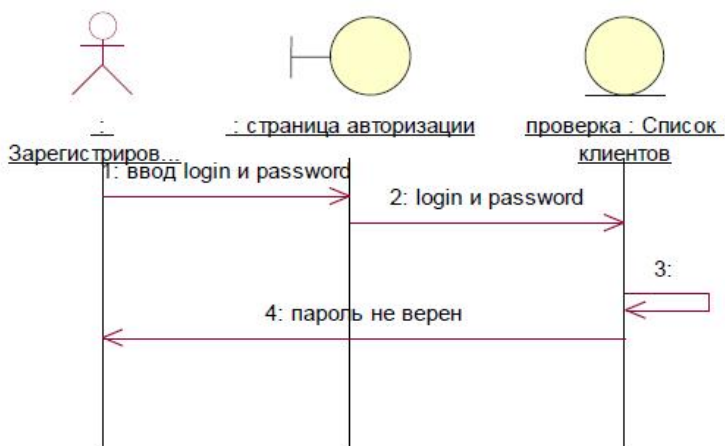 :
Зарегистриров...
: страница авторизации
проверка : Список
клиентов
1: ввод login и password
2: login и password
3:
4: пароль не верен